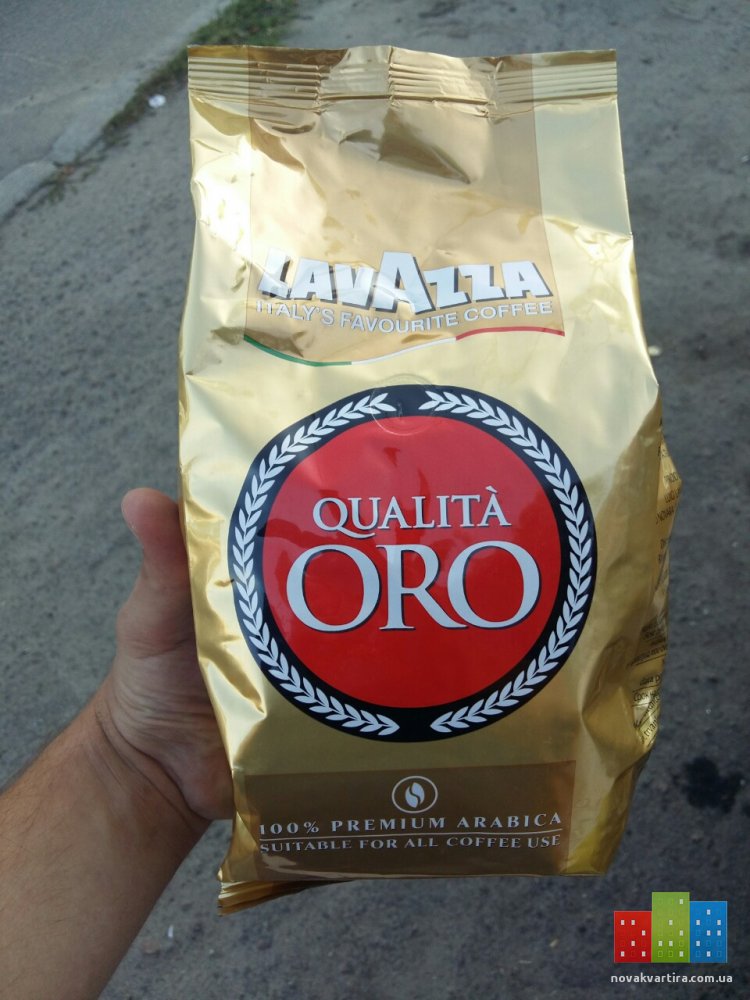 LAVAZZA
ITALY'S FAVOURITE COFFEE
QUALITÀ
ORO
100% PREMIUM ARABICA
SUITABLE FOR ALL COFFEE USE
novakvartira.com.ua